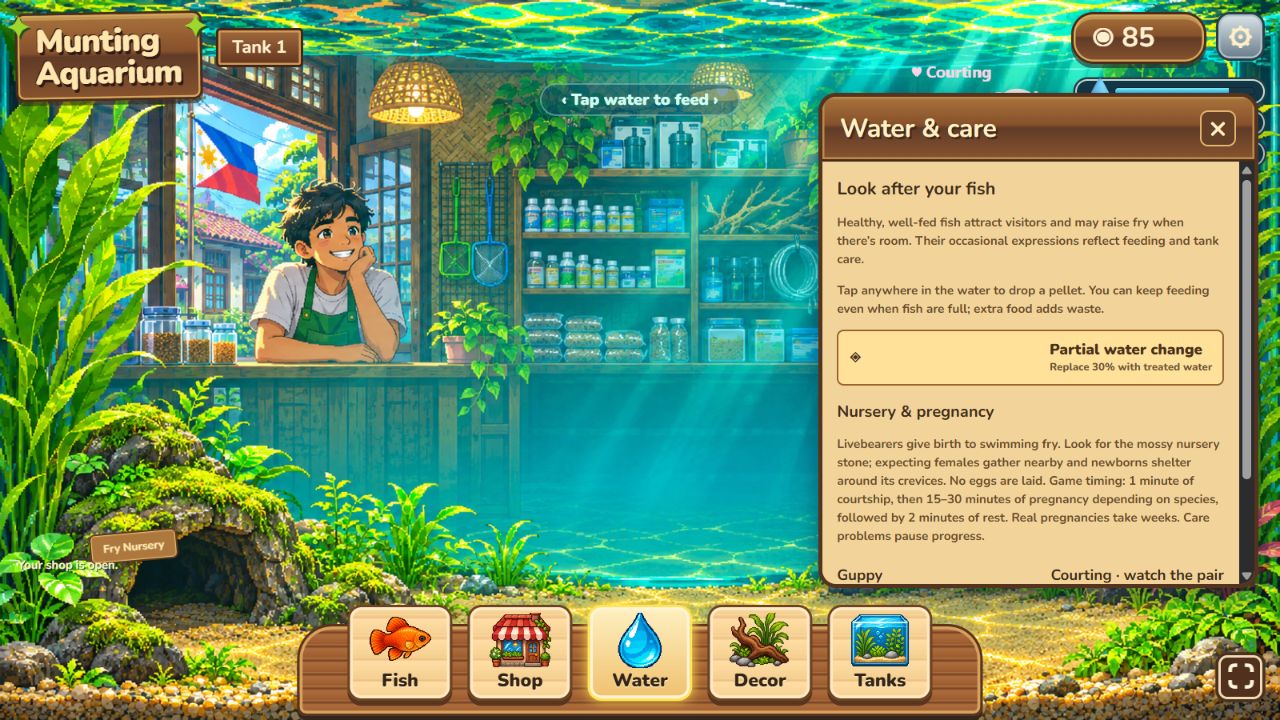 Munting
Aquarium
Tank 1
85
♥ Courting
‹ Tap water to feed ›
Water & care
Look after your fish
Healthy, well-fed fish attract visitors and may raise fry when
there's room. Their occasional expressions reflect feeding and tank
care.
Tap anywhere in the water to drop a pellet. You can keep feeding
even when fish are full; extra food adds waste.
Partial water change
Replace 30% with treated water
Nursery & pregnancy
Livebearers give birth to swimming fry. Look for the mossy nursery
stone; expecting females gather nearby and newborns shelter
around its crevices. No eggs are laid. Game timing: 1 minute of
courtship, then 15–30 minutes of pregnancy depending on species,
followed by 2 minutes of rest. Real pregnancies take weeks. Care
problems pause progress.
Guppy Courting · watch the pair
Fry Nursery
Your shop is open.
Fish
Shop
Water
Decor
Tanks